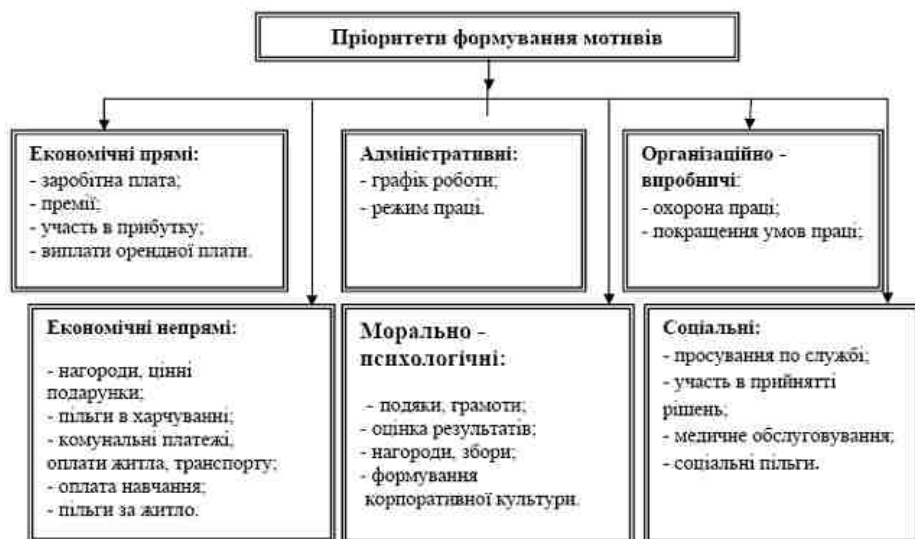 Пріоритети формування мотивів
Економічні прямі:
- заробітна плата;
- премії;
- участь в прибутку;
- виплати орендної плати.
Адміністративні:
- графік роботи;
- режим праці.
Організаційно -
виробничі:
- охорона праці;
- покращення умов праці;
Економічні непрямі:
- нагороди, цінні
подарунки;
- пільги в харчуванні;
- комунальні платежі,
оплати житла, транспорту;
- оплата навчання;
- пільги за житло.
Морально -
психологічні:
- подяки, грамоти;
- оцінка результатів;
- нагороди, збори;
- формування
корпоративної культури.
Соціальні:
- просування по службі;
- участь в прийнятті
рішень;
- медичне обслуговування;
- соціальні пільги.